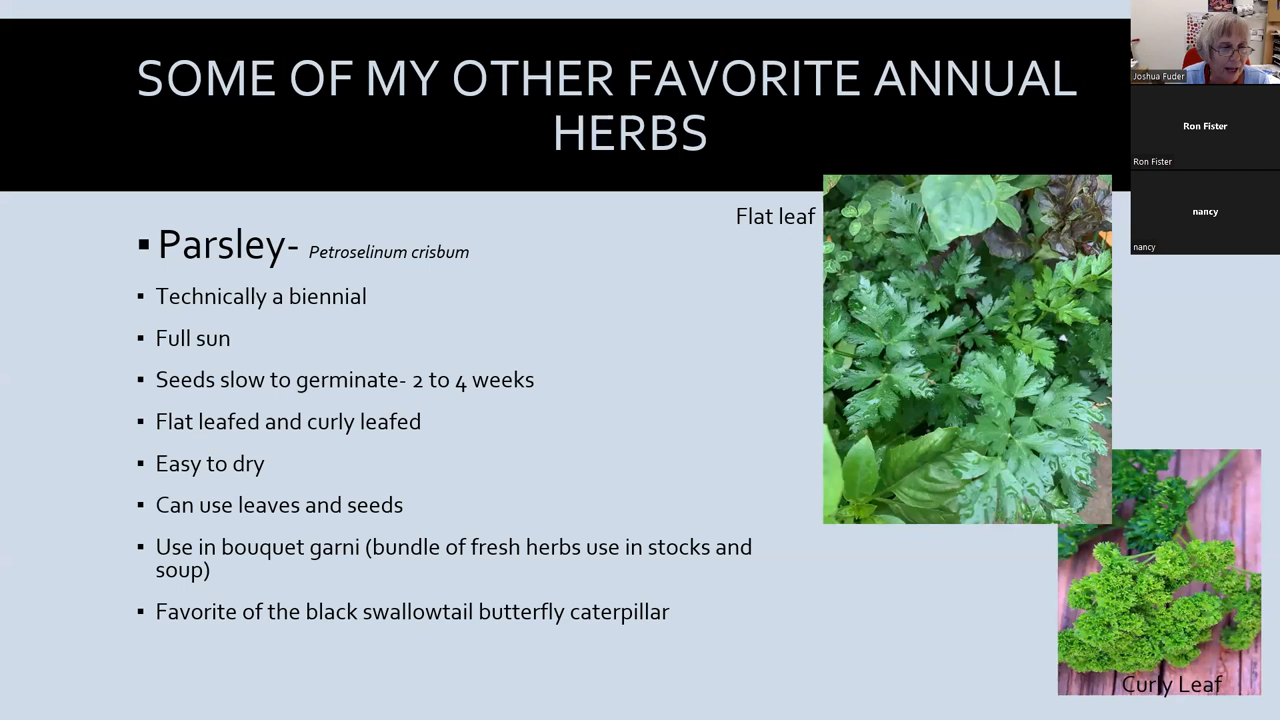 SOME OF MY OTHER FAVORITE ANNUAL
HERBS
Joshua Fuder
Ron Fister
Ron Fister
nancy
nancy
Flat leaf
▪ Parsley- Petroselinum crisbum
▪ Technically a biennial
▪ Full sun
▪ Seeds slow to germinate- 2 to 4 weeks
▪ Flat leafed and curly leafed
▪ Easy to dry
▪ Can use leaves and seeds
▪ Use in bouquet garni (bundle of fresh herbs use in stocks and
soup)
▪ Favorite of the black swallowtail butterfly caterpillar
Curly Leaf